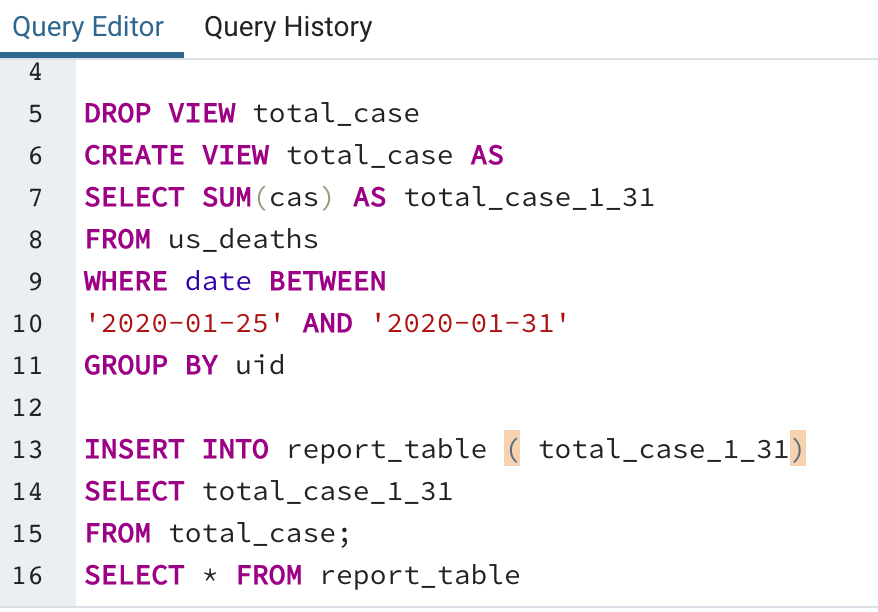 Query Editor Query History
4
5 DROP VIEW total_case
6 CREATE VIEW total_case AS
7 SELECT SUM(cas) AS total_case_1_31
8 FROM us_deaths
9 WHERE date BETWEEN
10 '2020-01-25' AND '2020-01-31'
11 GROUP BY uid
12
13 INSERT INTO report_table ( total_case_1_31)
14 SELECT total_case_1_31
15 FROM total_case;
16 SELECT * FROM report_table